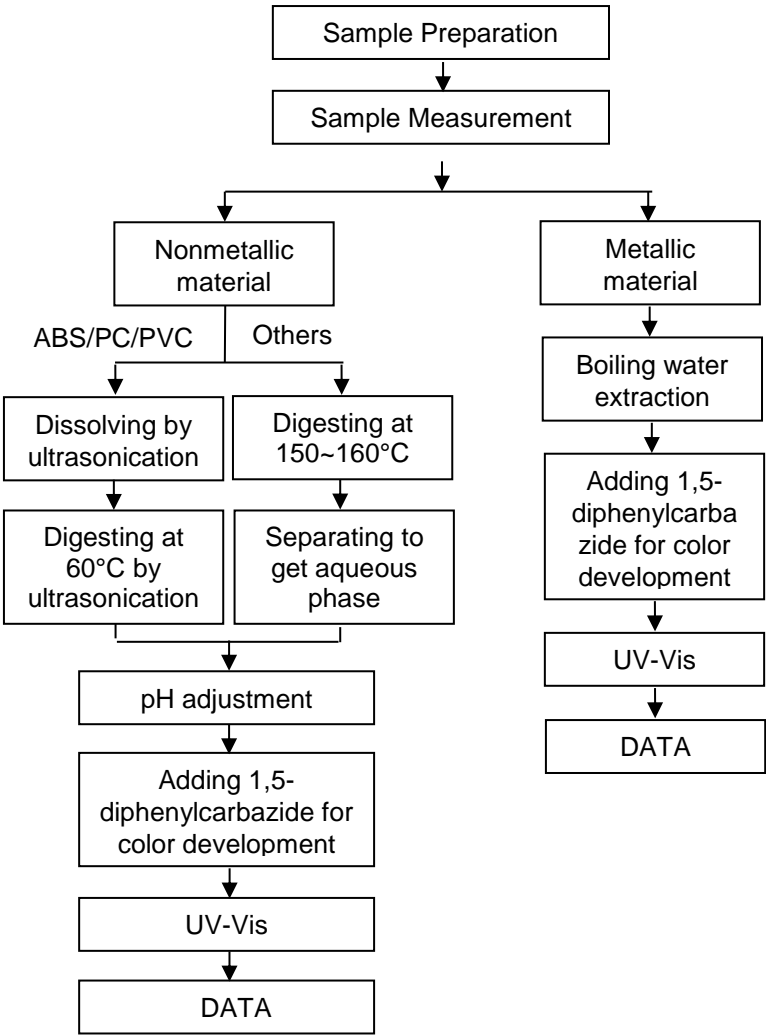 Sample Preparation
Sample Measurement
Nonmetallic
material
Metallic
material
ABS/PC/PVC
Others
Boiling water
extraction
Dissolving by
ultrasonication
Digesting at
150~160°C
Adding 1,5-
diphenylcarba
zide for color
development
Digesting at
60°C by
ultrasonication
Separating to
get aqueous
phase
UV-Vis
pH adjustment
DATA
Adding 1,5-
diphenylcarbazide for
color development
UV-Vis
DATA